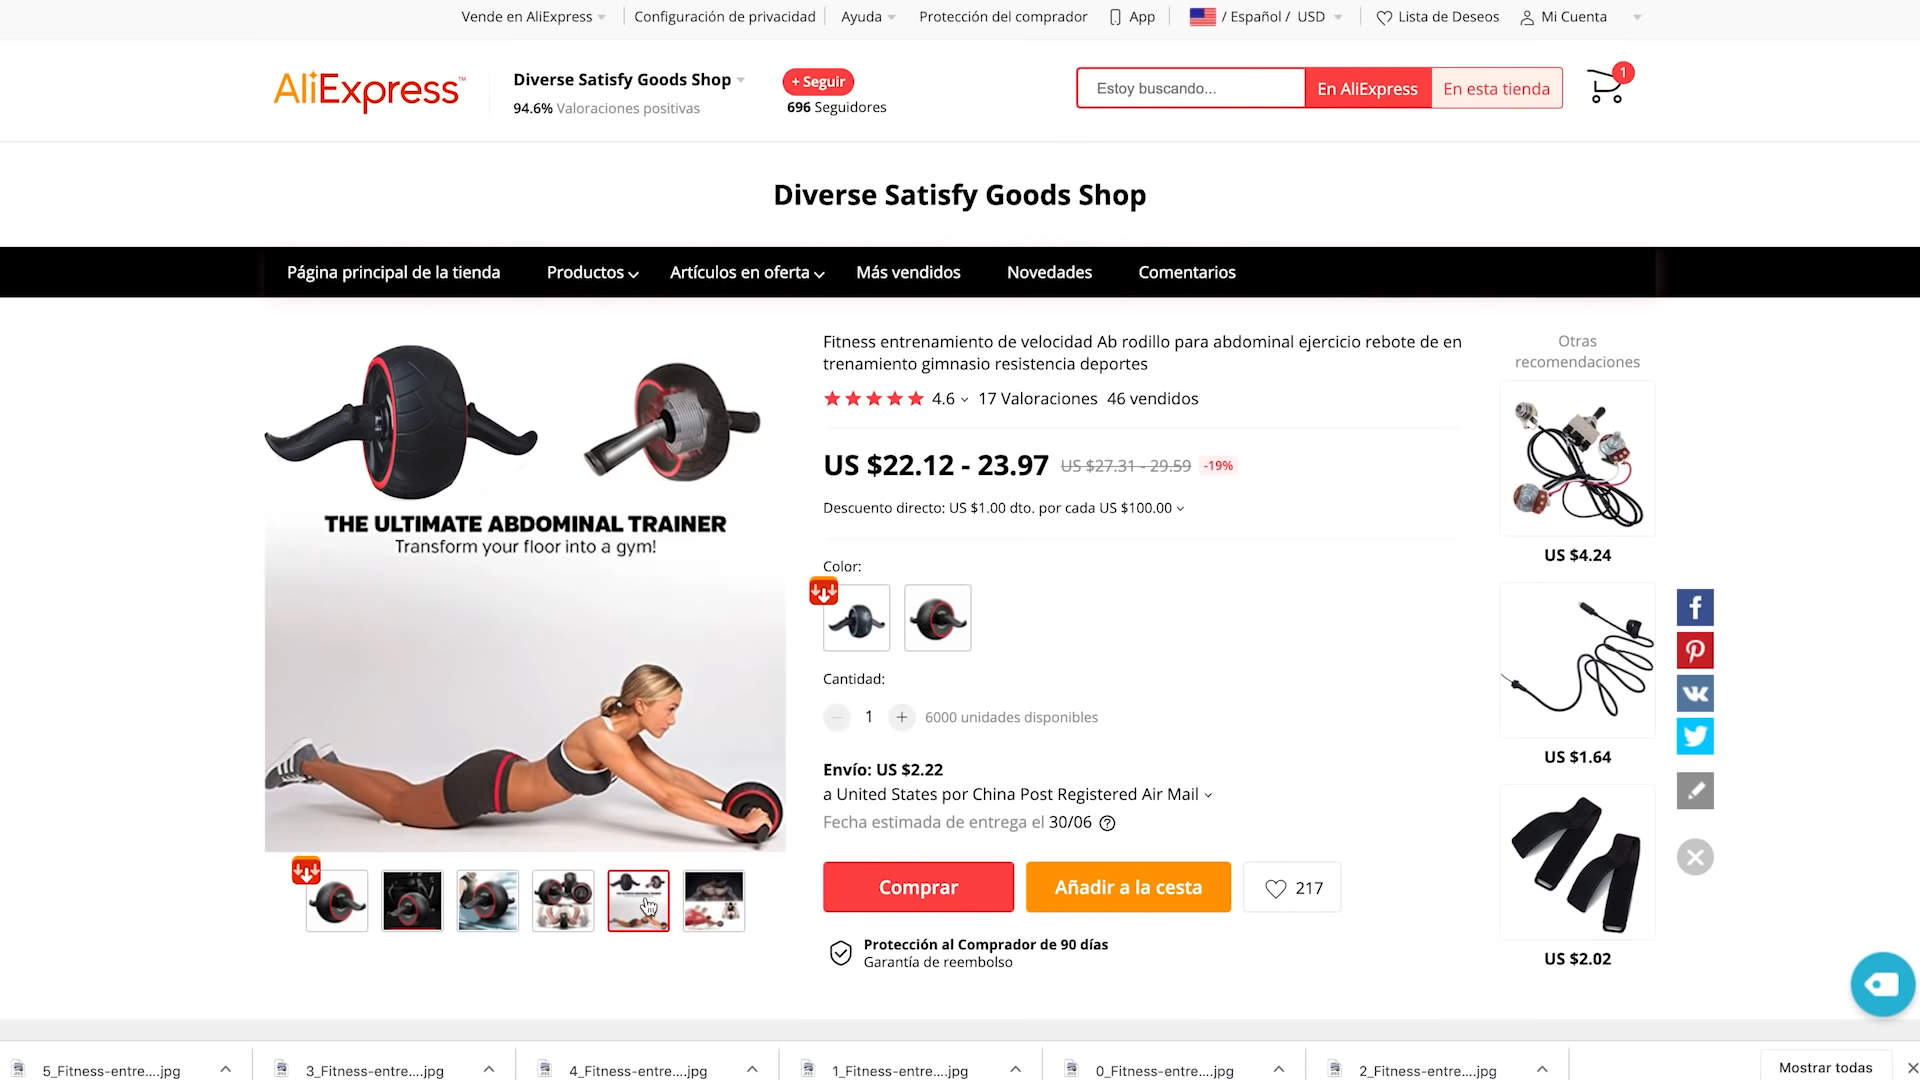 Vende en AliExpress
Configuración de privacidad
Ayuda
Protección del comprador
App
/ Español / USD
Lista de Deseos
Mi Cuenta
AliExpress™
Diverse Satisfy Goods Shop
94.6% Valoraciones positivas
+ Seguir
696 Seguidores
Estoy buscando...
En AliExpress
En esta tienda
1
Diverse Satisfy Goods Shop
Página principal de la tienda
Productos
Artículos en oferta
Más vendidos
Novedades
Comentarios
THE ULTIMATE ABDOMINAL TRAINER
Transform your floor into a gym!
Fitness entrenamiento de velocidad Ab rodillo para abdominal ejercicio rebote de en
trenamiento gimnasio resistencia deportes
4.6
17 Valoraciones
46 vendidos
US $22.12 - 23.97
US $27.31 - 29.59
-19%
Descuento directo: US $1.00 dto. por cada US $100.00
Color:
Cantidad:
1 + 6000 unidades disponibles
Envío: US $2.22
a United States por China Post Registered Air Mail
Fecha estimada de entrega el 30/06
Comprar
Añadir a la cesta
217
Protección al Comprador de 90 días
Garantía de reembolso
Otras
recomendaciones
US $4.24
US $1.64
US $2.02
5_Fitness-entre....jpg
3_Fitness-entre....jpg
4_Fitness-entre....jpg
1_Fitness-entre....jpg
0_Fitness-entre....jpg
2_Fitness-entre....jpg
Mostrar todas